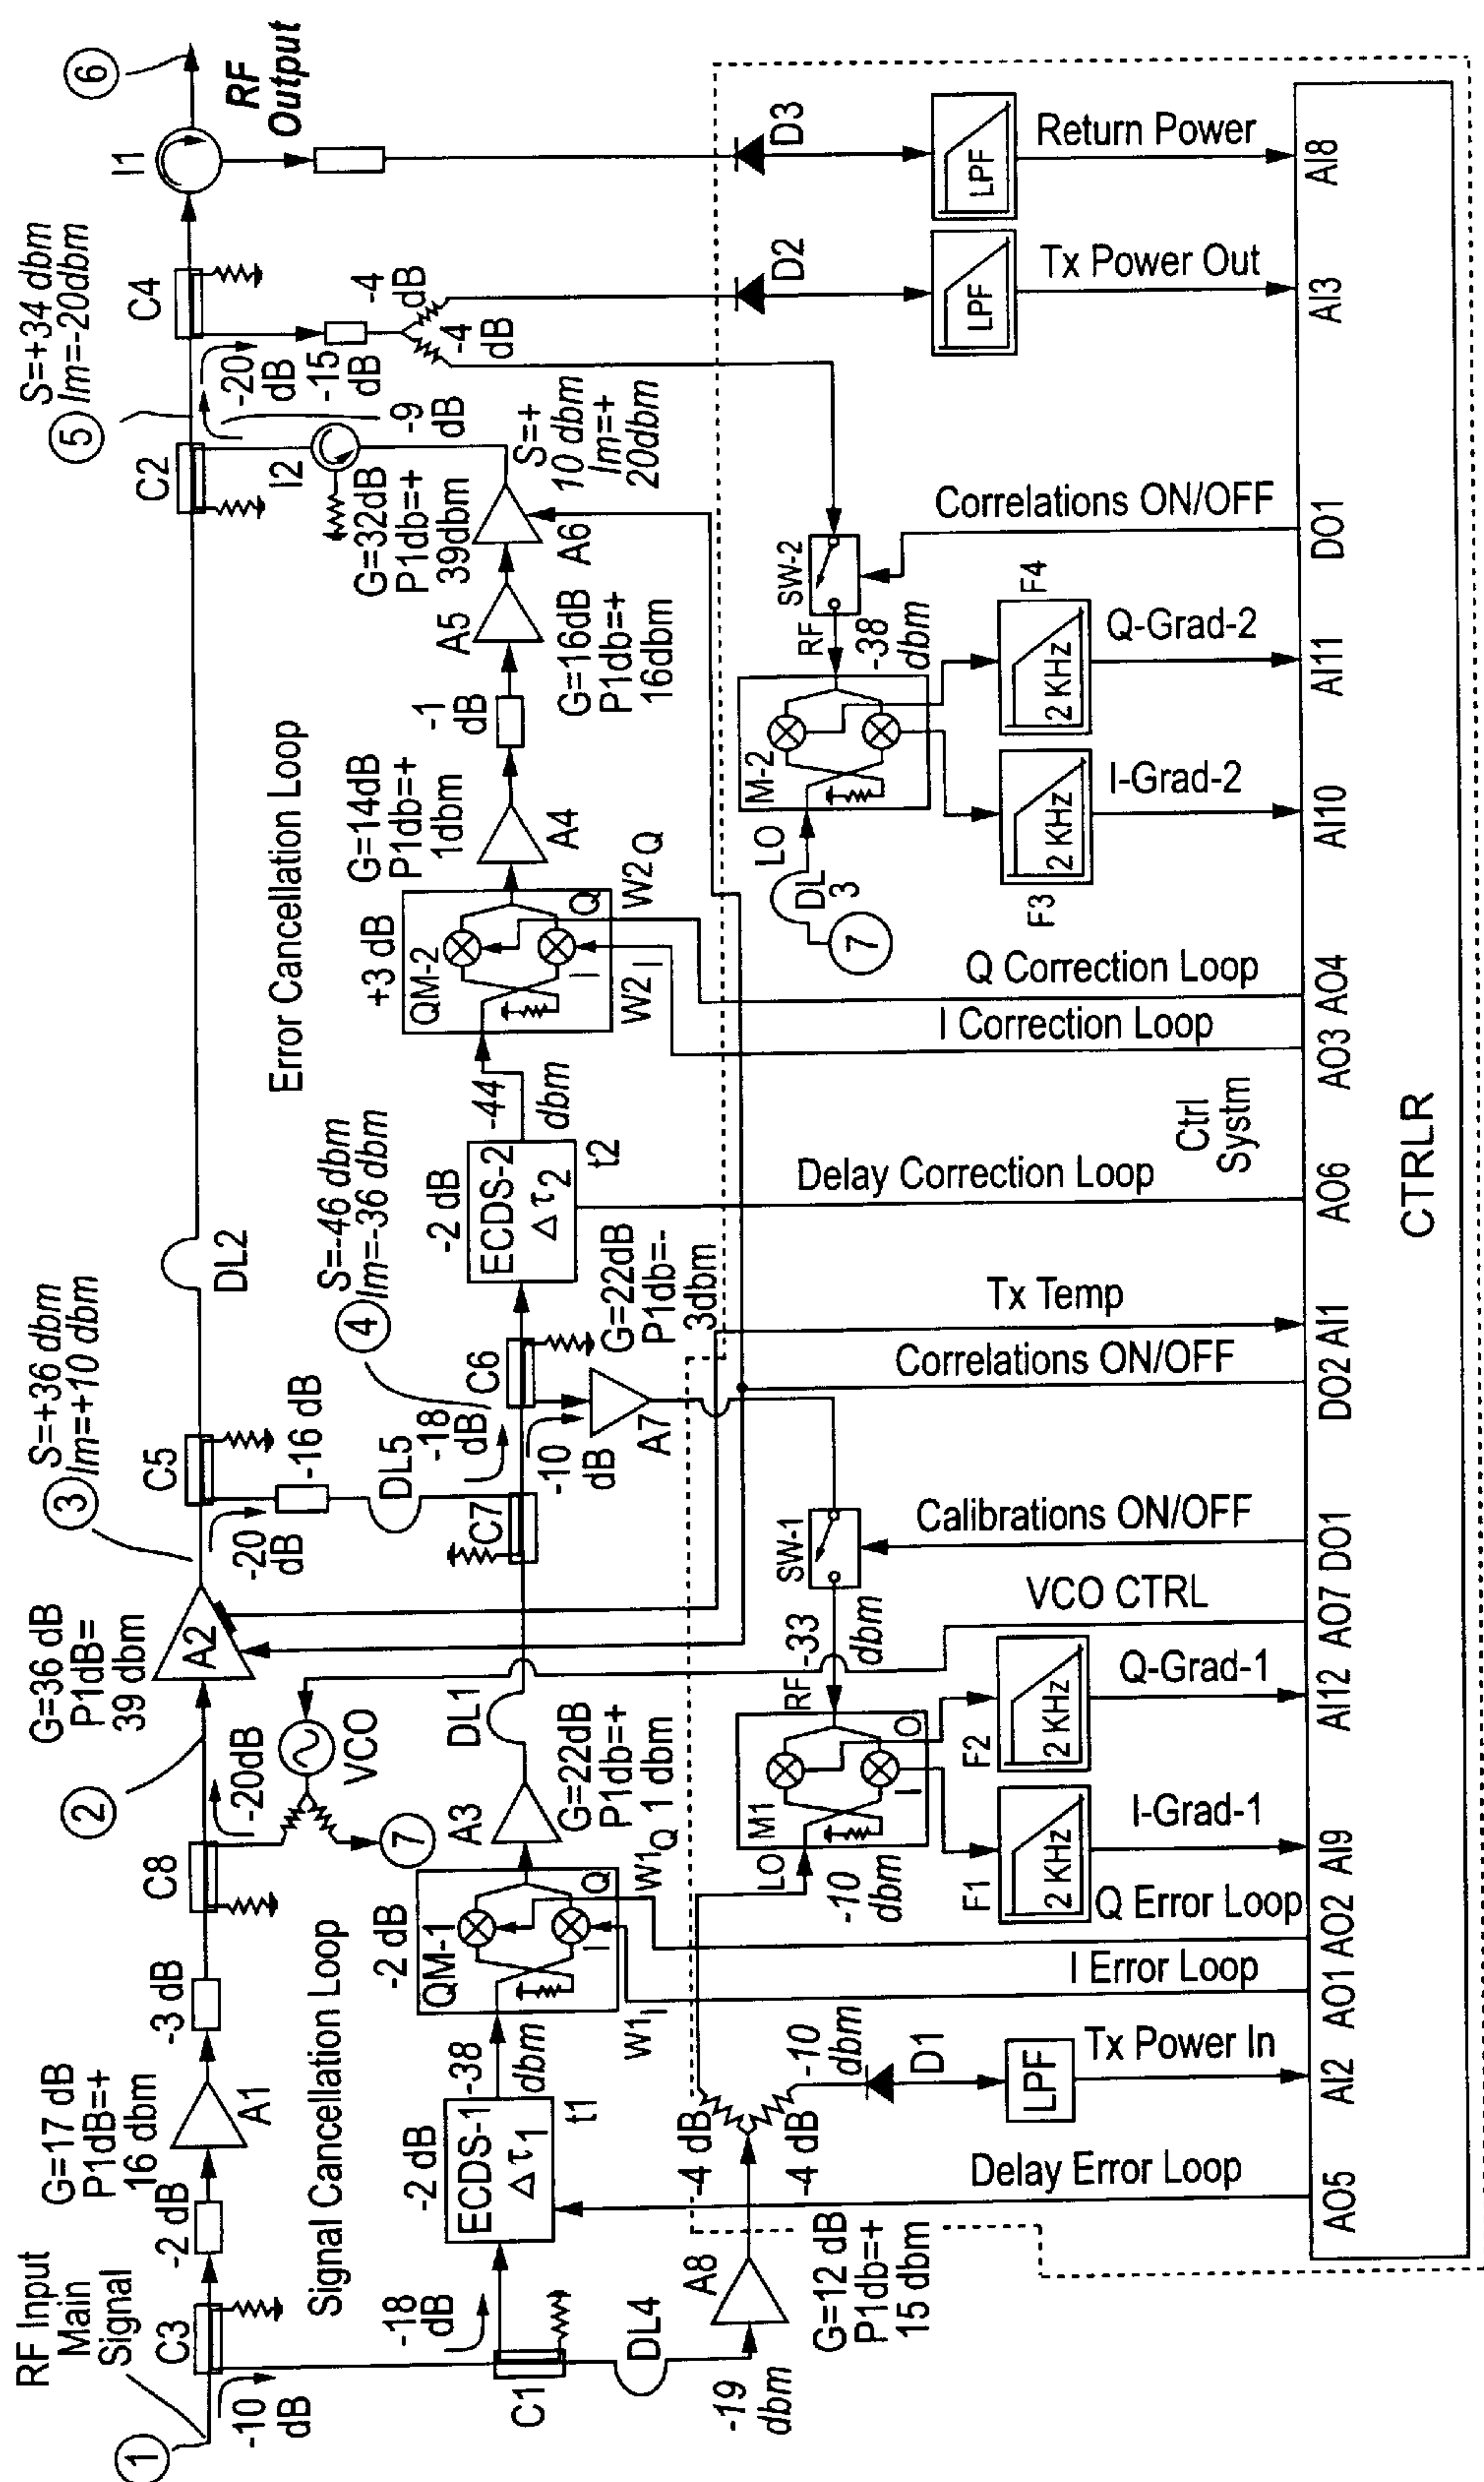 RF Input
Main
Signal
1
C3
-10
dB
-2 dB
G=17 dB
P1dB=+
16 dbm
A1
-3 dB
C8
-20dB
2
VCO
7
G=36 dB
P1dB=
39 dbm
A2
3
S=+36 dbm
Im=+10 dbm
C5
-20
dB
-16 dB
DL5
DL2
C2
5
S=+34 dbm
Im=-20dbm
C4
-20
dB
-15
dB
-4
dB
-4
dB
I1
6
RF
Output
I2
-9
dB
Signal Cancellation Loop
-18
dB
C1
DL4
-19
dbm
-2 dB
ECDS-1
Δτ1
t1
-38
dbm
-2 dB
QM-1
Q
I
W1Q
W1I
A3
G=22dB
P1db=+
1 dbm
DL1
C7
-18
dB
-10
dB
C6
4
S=-46 dbm
Im=-36 dbm
A7
G=22dB
P1db=-
3dbm
-2 dB
ECDS-2
Δτ2
t2
-44
dbm
Error Cancellation Loop
+3 dB
QM-2
Q
I
W2Q
W2I
G=14dB
P1db=+
1dbm
A4
-1
dB
A5
G=16dB
P1db=+
16dbm
G=32dB
P1db=+
39dbm
A6
S=+
10 dbm
Im=+
20dbm
A8
G=12 dB
P1db=+
15 dbm
-4 dB
-4 dB
-10
dbm
D1
LPF
Tx Power In
LO
-10
dbm
M1
Q
I
RF
-33
dbm
SW-1
F1
2 KHz
F2
2 KHz
I-Grad-1
Q-Grad-1
7
DL
3
LO
M-2
RF
-38
dbm
SW-2
F3
2 KHz
F4
2 KHz
I-Grad-2
Q-Grad-2
D2
LPF
Tx Power Out
D3
LPF
Return Power
Delay Error Loop
I Error Loop
Q Error Loop
VCO CTRL
Calibrations ON/OFF
Correlations ON/OFF
Tx Temp
Delay Correction Loop
Ctrl
Systm
I Correction Loop
Q Correction Loop
Correlations ON/OFF
AO5
AI2
AO1
AO2
AI9
AI12
AO7
DO1
DO2
AI1
AO6
AO3
AO4
AI10
AI11
DO1
AI3
AI8
CTRLR